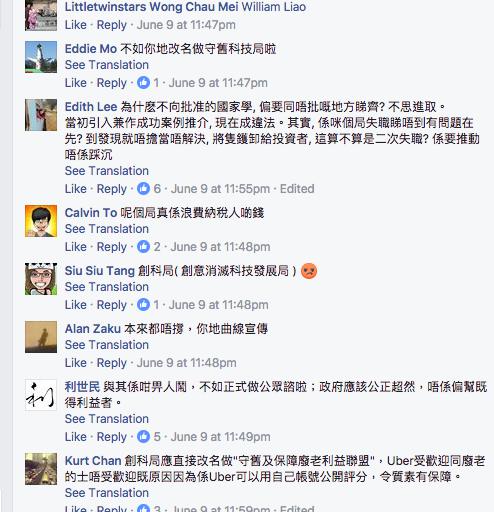 Littletwinstars Wong Chau Mei William Liao
Like · Reply · June 9 at 11:47pm
Eddie Mo 不如你地改名做守舊科技局啦
See Translation
Like · Reply · 1 · June 9 at 11:47pm
Edith Lee 為什麼不向批准的國家學, 偏要同唔批嘅地方睇齊? 不思進取。
當初引入兼作成功案例推介, 現在成違法。其實, 係咪個局失職睇唔到有問題在
先? 到發現就唔擔當唔解決, 將隻鑊卸給投資者, 這算不算是二次失職? 係要推動
唔係踩沉
See Translation
Like · Reply · 6 · June 9 at 11:55pm · Edited
Calvin To 呢個局真係浪費納稅人啲錢
See Translation
Like · Reply · 2 · June 9 at 11:48pm
Siu Siu Tang 創科局( 創意消滅科技發展局 ) 😡
See Translation
Like · Reply · 1 · June 9 at 11:48pm
Alan Zaku 本來都唔撐，你地曲線宣傳
See Translation
Like · Reply · June 9 at 11:48pm
利世民 與其係咁畀人鬧，不如正式做公眾諮啦；政府應該公正超然，唔係偏幫既
得利益者。
See Translation
Like · Reply · 5 · June 9 at 11:49pm
Kurt Chan 創科局應直接改名做"守舊及保障廢老利益聯盟"，Uber受歡迎同廢老
的士唔受歡迎既原因因為係Uber可以用自己帳號公開評分，令質素有保障。
See Translation
Like · Reply · 3 · June 9 at 11:59pm · Edited